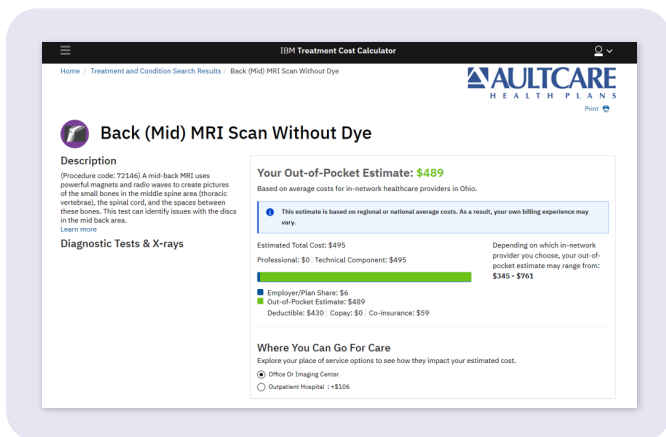 IBM Treatment Cost Calculator
Home / Treatment and Condition Search Results / Back (Mid) MRI Scan Without Dye
AULTCARE
HEALTH PLANS
Print
Back (Mid) MRI Scan Without Dye
Description
(Procedure code: 72146) A mid-back MRI uses
powerful magnets and radio waves to create pictures
of the small bones in the middle spine area (thoracic
vertebrae), the spinal cord, and the spaces between
these bones. This test can identify issues with the discs
in the mid back area.
Learn more
Diagnostic Tests & X-rays
Your Out-of-Pocket Estimate: $489
Based on average costs for in-network healthcare providers in Ohio.
This estimate is based on regional or national average costs. As a result, your own billing experience may
vary.
Estimated Total Cost: $495
Professional: $0 | Technical Component: $495
Employer/Plan Share: $6
Out-of-Pocket Estimate: $489
Deductible: $430 | Copay: $0 | Co-insurance: $59
Depending on which in-network
provider you choose, your out-of-
pocket estimate may range from:
$345 - $761
Where You Can Go For Care
Explore your place of service options to see how they impact your estimated cost.
Office Or Imaging Center
Outpatient Hospital : +$106